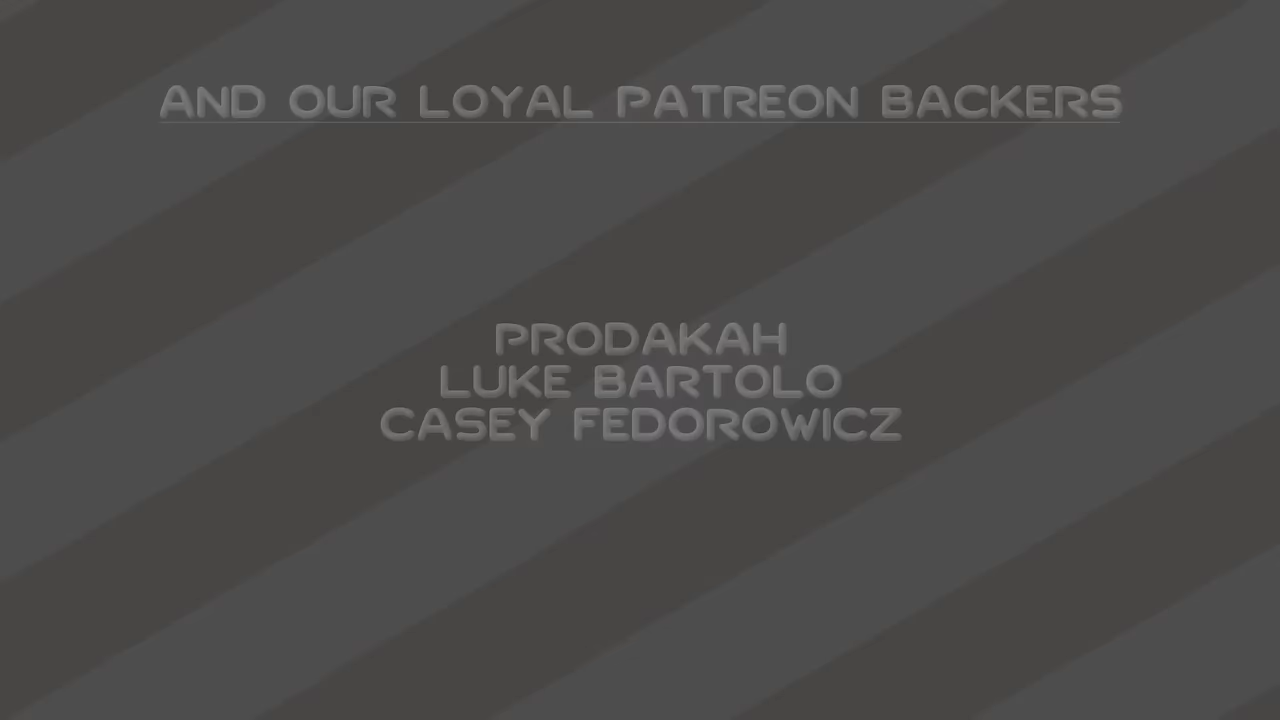 AND OUR LOYAL PATREON BACKERS
PRODAKAH
LUKE BARTOLO
CASEY FEDOROWICZ